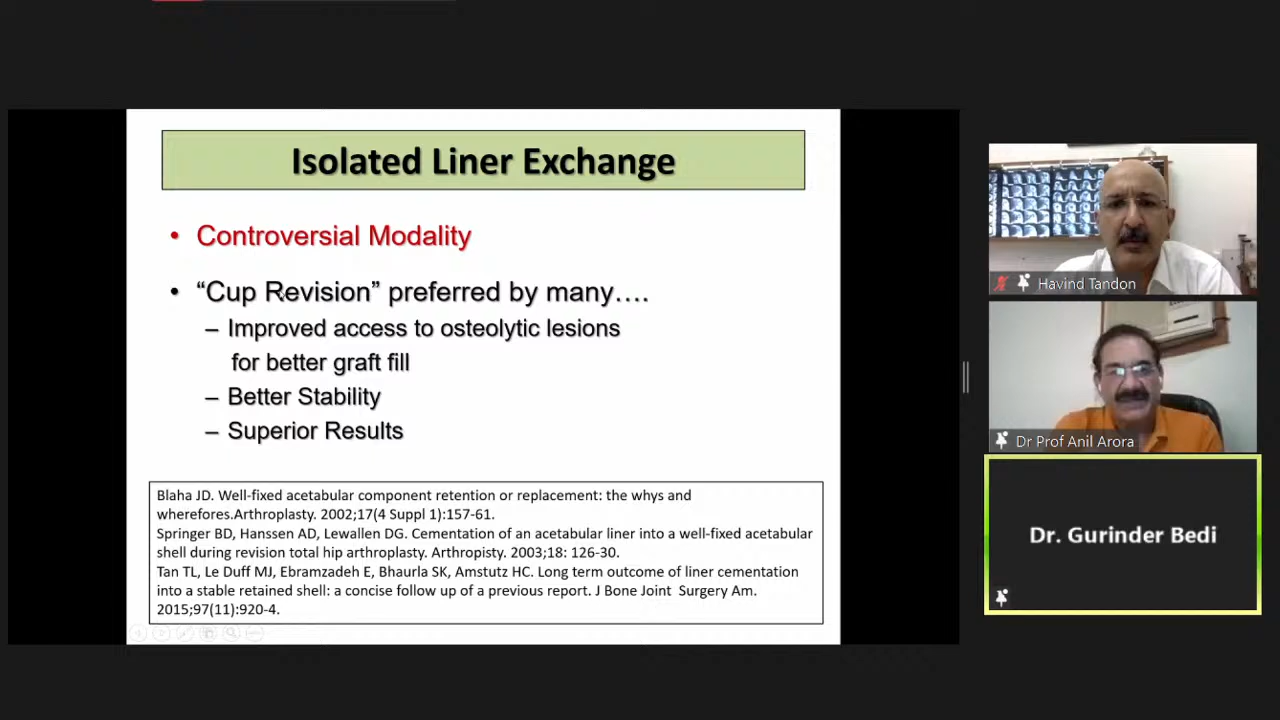 Isolated Liner Exchange
• Controversial Modality
• “Cup Revision” preferred by many….
– Improved access to osteolytic lesions
for better graft fill
– Better Stability
– Superior Results
Blaha JD. Well-fixed acetabular component retention or replacement: the whys and
wherefores.Arthroplasty. 2002;17(4 Suppl 1):157-61.
Springer BD, Hanssen AD, Lewallen DG. Cementation of an acetabular liner into a well-fixed acetabular
shell during revision total hip arthroplasty. Arthropisty. 2003;18: 126-30.
Tan TL, Le Duff MJ, Ebramzadeh E, Bhaurla SK, Amstutz HC. Long term outcome of liner cementation
into a stable retained shell: a concise follow up of a previous report. J Bone Joint Surgery Am.
2015;97(11):920-4.
Havind Tandon
Dr Prof Anil Arora
Dr. Gurinder Bedi